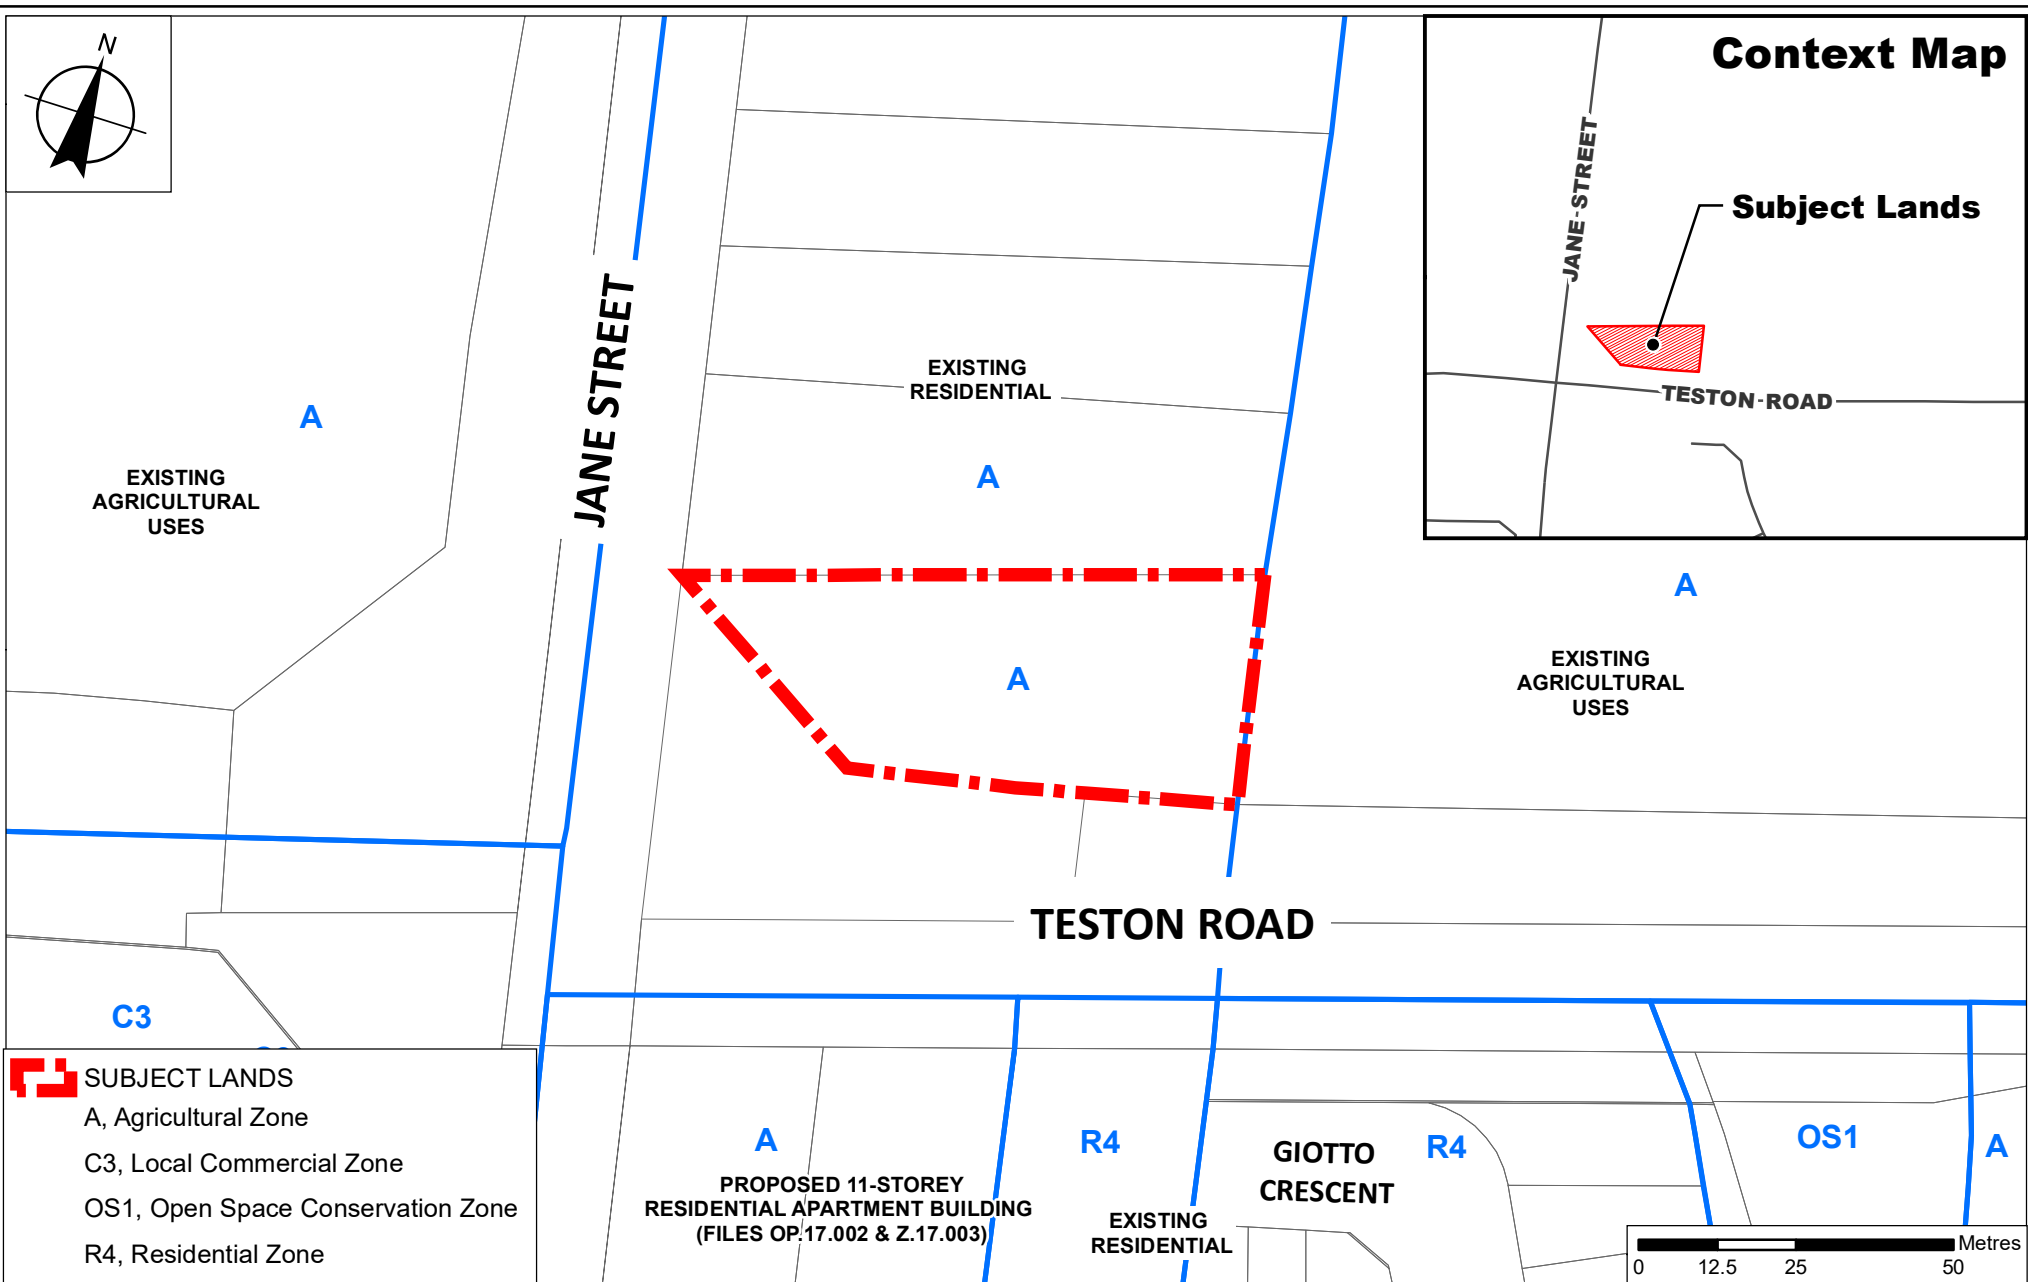 N
Context Map
JANE STREET
Subject Lands
TESTON ROAD
JANE STREET
EXISTING
RESIDENTIAL
A
A
EXISTING
AGRICULTURAL
USES
A
EXISTING
AGRICULTURAL
USES
A
TESTON ROAD
C3
A
R4
GIOTTO
CRESCENT
R4
OS1
A
PROPOSED 11-STOREY
RESIDENTIAL APARTMENT BUILDING
(FILES OP.17.002 & Z.17.003)
EXISTING
RESIDENTIAL
SUBJECT LANDS
A, Agricultural Zone
C3, Local Commercial Zone
OS1, Open Space Conservation Zone
R4, Residential Zone
Metres
0 12.5 25 50